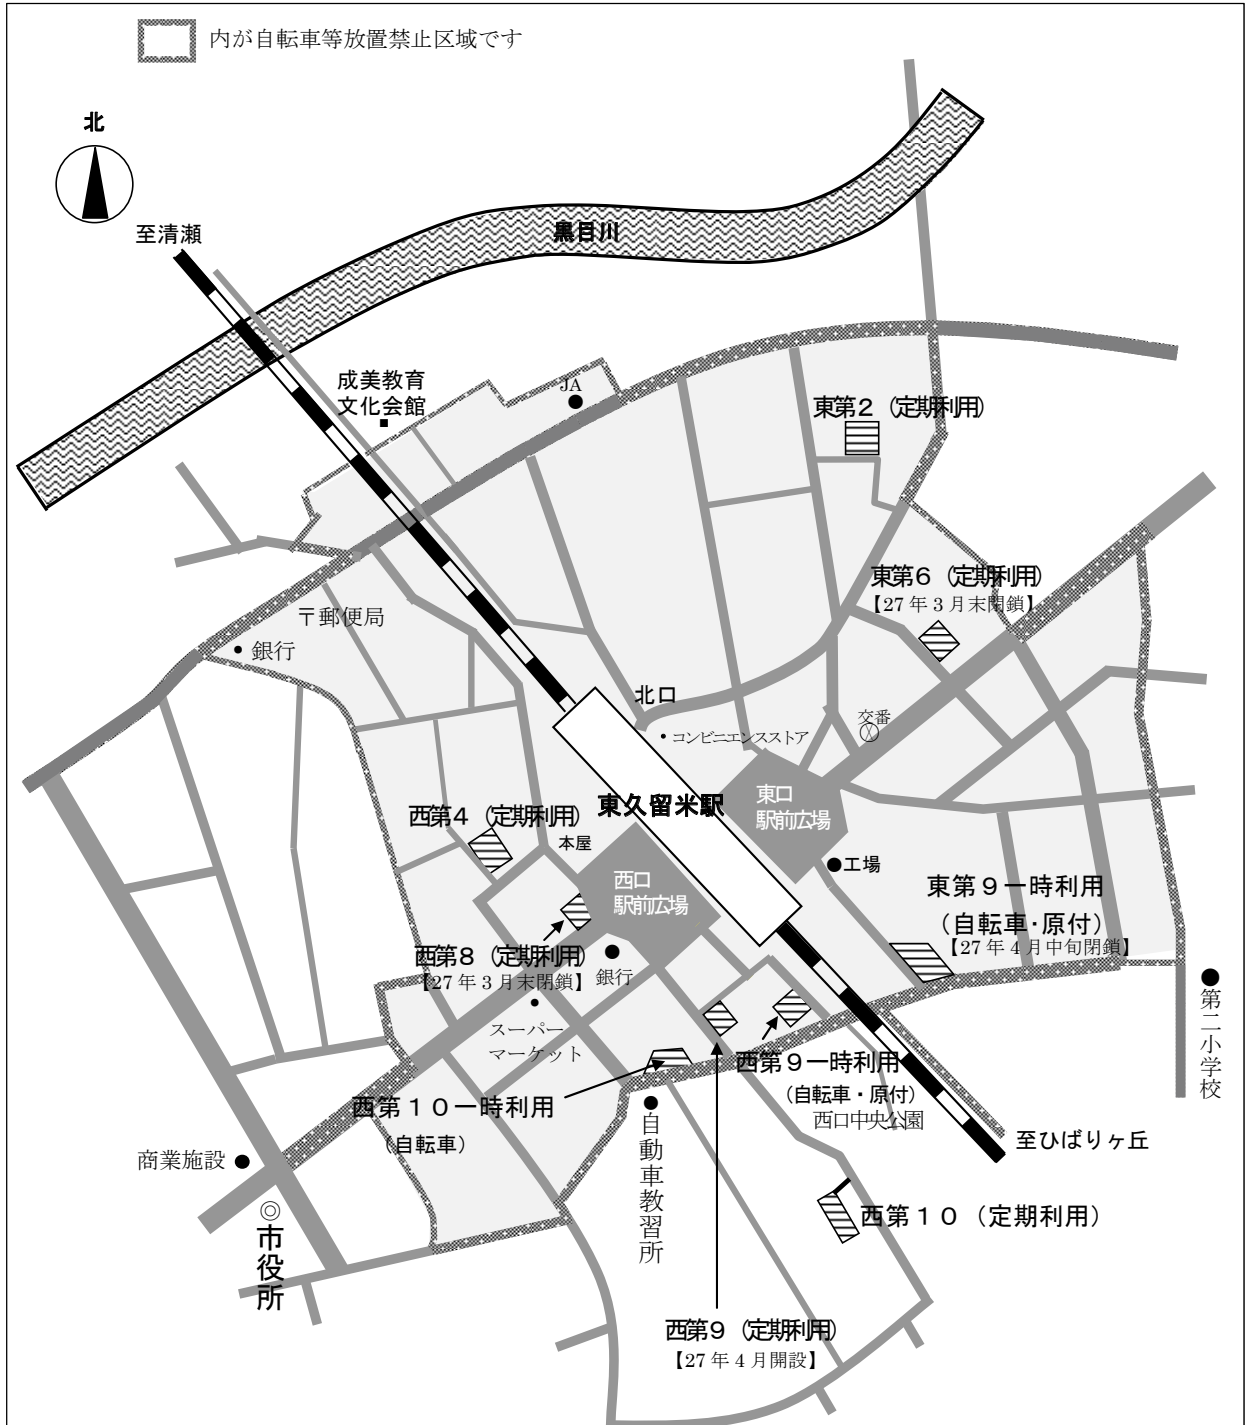 内が自転車等放置禁止区域です
北
至清瀬
黒目川
成美教育
文化会館
JA
東第２（定期利用）
東第６（定期利用）
【27年3月末閉鎖】
〒郵便局
銀行
北口
コンビニエンスストア
交番
東久留米駅
東口
駅前広場
西第４（定期利用）
本屋
西口
駅前広場
工場
東第９一時利用
（自転車・原付）
【27年4月中旬閉鎖】
西第８（定期利用）
【27年3月末閉鎖】
銀行
スーパー
マーケット
第二小学校
西第９一時利用
（自転車・原付）
西口中央公園
西第１０一時利用
（自転車）
至ひばりヶ丘
商業施設
自動車教習所
◎市役所
西第１０（定期利用）
西第９（定期利用）
【27年4月開設】